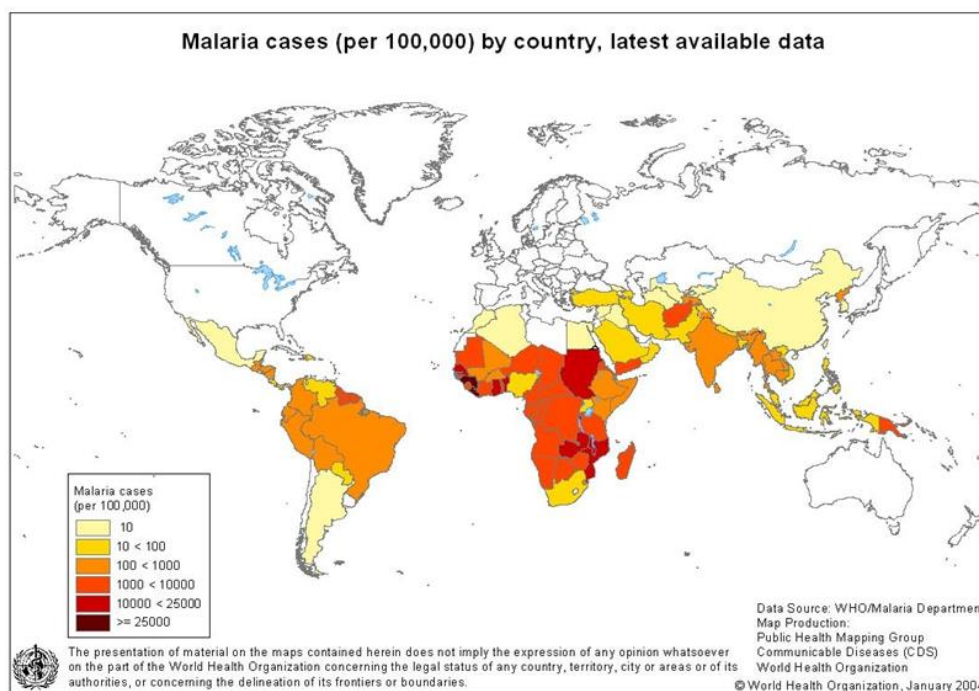 Malaria cases (per 100,000) by country, latest available data
Malaria cases
(per 100,000)
10
10 < 100
100 < 1000
1000 < 10000
10000 < 25000
>= 25000
The presentation of material on the maps contained herein does not imply the expression of any opinion whatsoever
on the part of the World Health Organization concerning the legal status of any country, territory, city or areas or of its
authorities, or concerning the delineation of its frontiers or boundaries.
Data Source: WHO/Malaria Departmen
Map Production:
Public Health Mapping Group
Communicable Diseases (CDS)
World Health Organization
© World Health Organization, January 2004